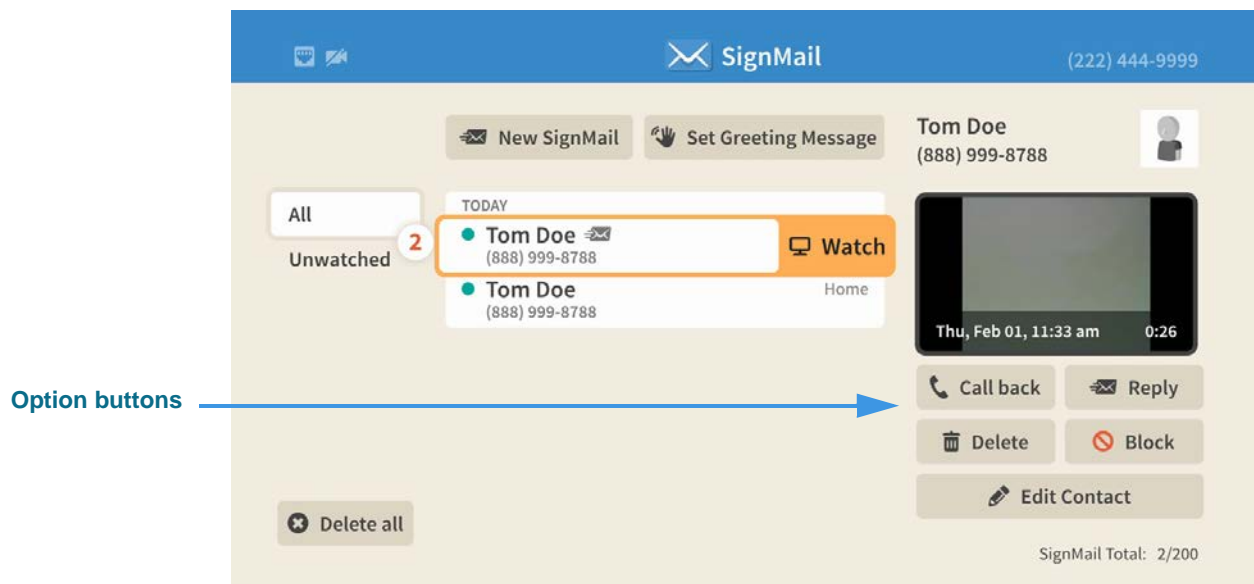 SignMail
(222) 444-9999
New SignMail
Set Greeting Message
Tom Doe
(888) 999-8788
All
Unwatched
2
TODAY
Tom Doe
(888) 999-8788
Watch
Tom Doe
Home
(888) 999-8788
Thu, Feb 01, 11:33 am
0:26
Option buttons
Call back
Reply
Delete
Block
Edit Contact
Delete all
SignMail Total: 2/200